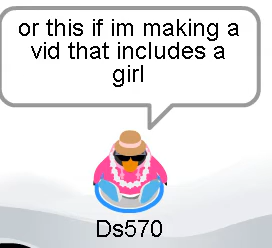 or this if im making a
vid that includes a
girl
Ds570